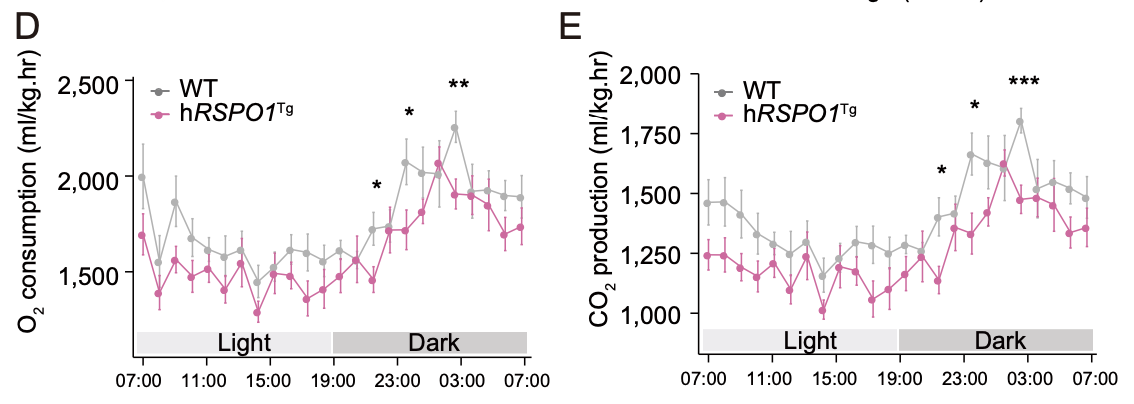 D
O2 consumption (ml/kg.hr)
2,500
2,000
1,500
WT
hRSPO1Tg
*
*
**
Light
Dark
07:00
11:00
15:00
19:00
23:00
03:00
07:00
E
CO2 production (ml/kg.hr)
2,000
1,750
1,500
1,250
1,000
WT
hRSPO1Tg
*
*
***
Light
Dark
07:00
11:00
15:00
19:00
23:00
03:00
07:00